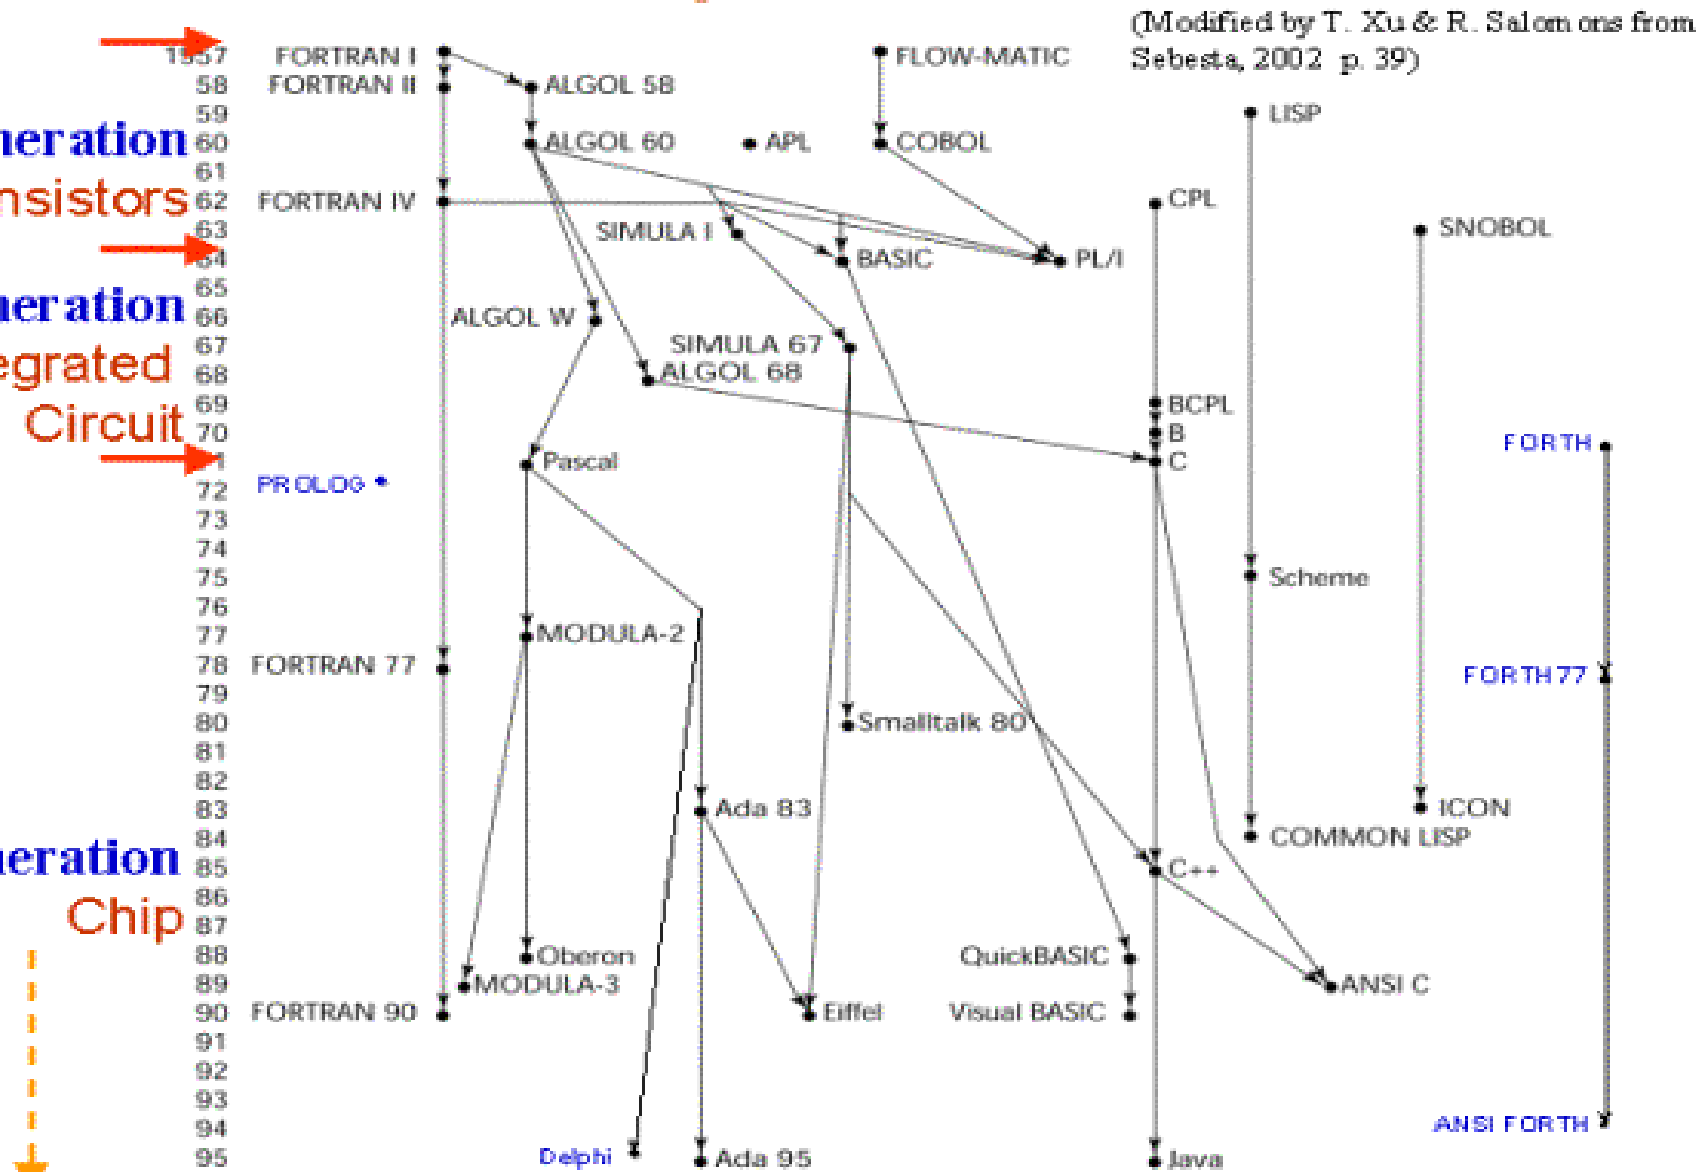 (Modified by T. Xu & R. Salomons from
Sebesta, 2002 p. 39)
1957 FORTRAN I FLOW-MATIC
58 FORTRAN II ALGOL 58
59 LISP
neration 60 ALGOL 60 APL COBOL
61
nsistors 62 FORTRAN IV CPL
63 SIMULA I SNOBOL
64 BASIC PL/I
65
neration 66 ALGOL W
67 SIMULA 67
egrated 68 ALGOL 68
69 BCPL
Circuit 70 B FORTH
71 Pascal C
72 PROLOG
73
74
75 Scheme
76
77 MODULA-2
78 FORTRAN 77 FORTH77
79
80 Smalltalk 80
81
82
83 Ada 83 ICON
84 COMMON LISP
neration 85 C++
86
Chip 87
88 Oberon QuickBASIC
89 MODULA-3 ANSI C
90 FORTRAN 90 Eiffel Visual BASIC
91
92
93
94 ANSI FORTH
95 Delphi Ada 95 Java